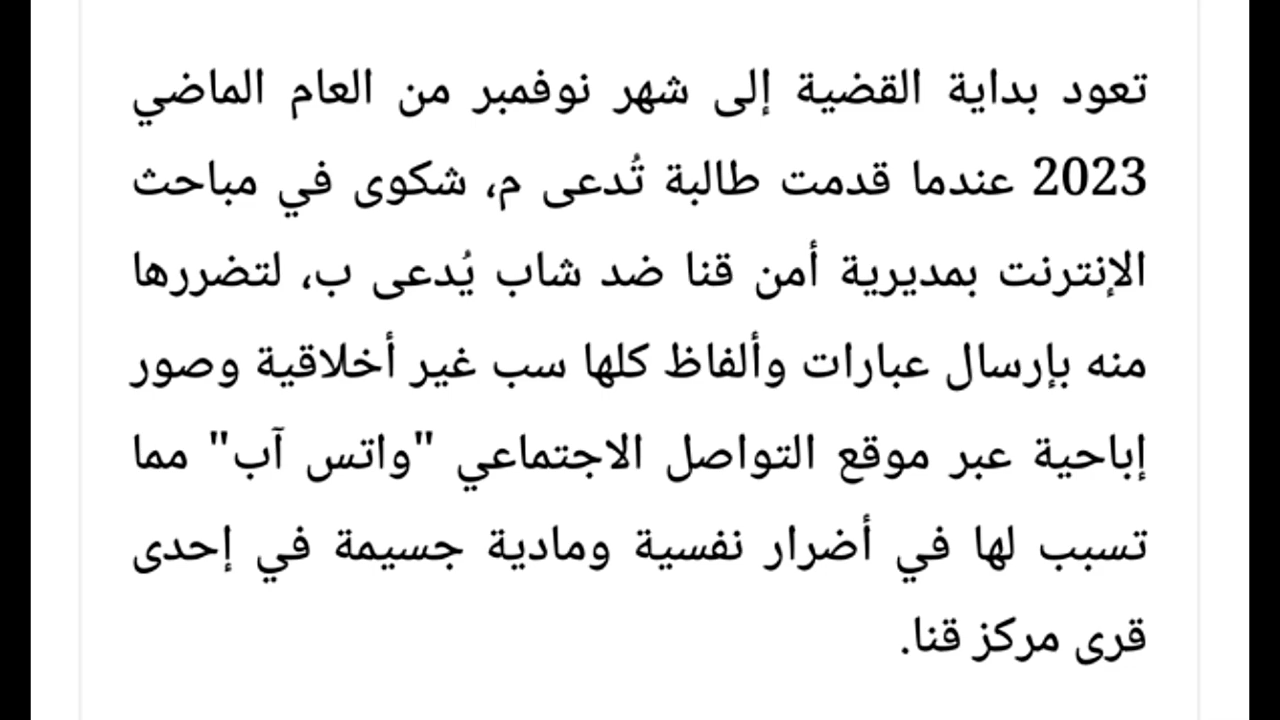 تعود بداية القضية إلى شهر نوفمبر من العام الماضي
2023 عندما قدمت طالبة تُدعى م، شكوى في مباحث
الإنترنت بمديرية أمن قنا ضد شاب يُدعى ب، لتضررها
منه بإرسال عبارات وألفاظ كلها سب غير أخلاقية وصور
إباحية عبر موقع التواصل الاجتماعي "واتس آب" مما
تسبب لها في أضرار نفسية ومادية جسيمة في إحدى
قرى مركز قنا.